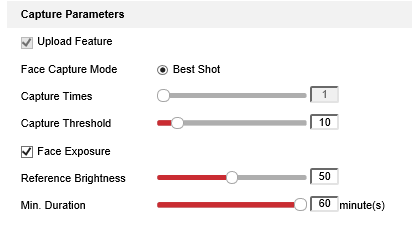 Capture Parameters
Upload Feature
Face Capture Mode Best Shot
Capture Times 1
Capture Threshold 10
Face Exposure
Reference Brightness 50
Min. Duration 60 minute(s)